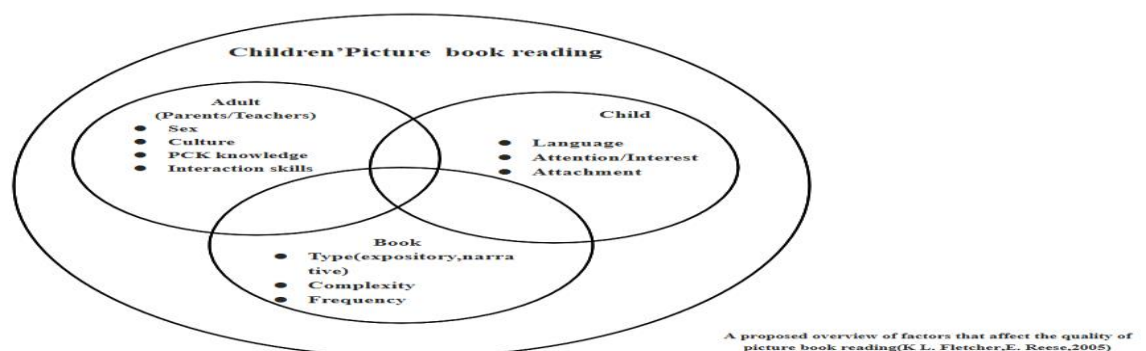 Children’Picture book reading
Adult
(Parents/Teachers)
● Sex
● Culture
● PCK knowledge
● Interaction skills
Child
● Language
● Attention/Interest
● Attachment
Book
● Type(expository,narra
tive)
● Complexity
● Frequency
A proposed overview of factors that affect the quality of
picture book reading(K L. Fletcher,E. Reese,2005)